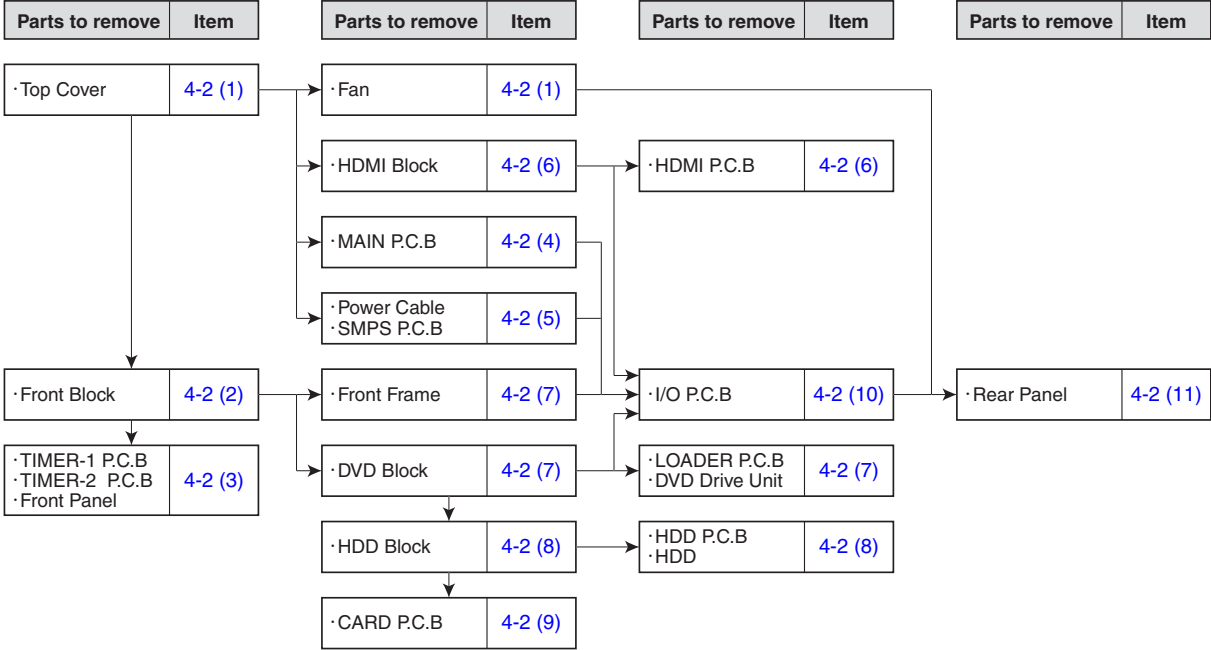 Parts to remove Item Parts to remove Item Parts to remove Item Parts to remove Item
·Top Cover 4-2 (1) ·Fan 4-2 (1)
·HDMI Block 4-2 (6) ·HDMI P.C.B 4-2 (6)
·MAIN P.C.B 4-2 (4)
·Power Cable
·SMPS P.C.B 4-2 (5)
·Front Block 4-2 (2) ·Front Frame 4-2 (7) ·I/O P.C.B 4-2 (10) ·Rear Panel 4-2 (11)
·TIMER-1 P.C.B
·TIMER-2 P.C.B
·Front Panel
4-2 (3)
·DVD Block 4-2 (7)
·LOADER P.C.B
·DVD Drive Unit
4-2 (7)
·HDD Block 4-2 (8)
·HDD P.C.B
·HDD
4-2 (8)
·CARD P.C.B 4-2 (9)